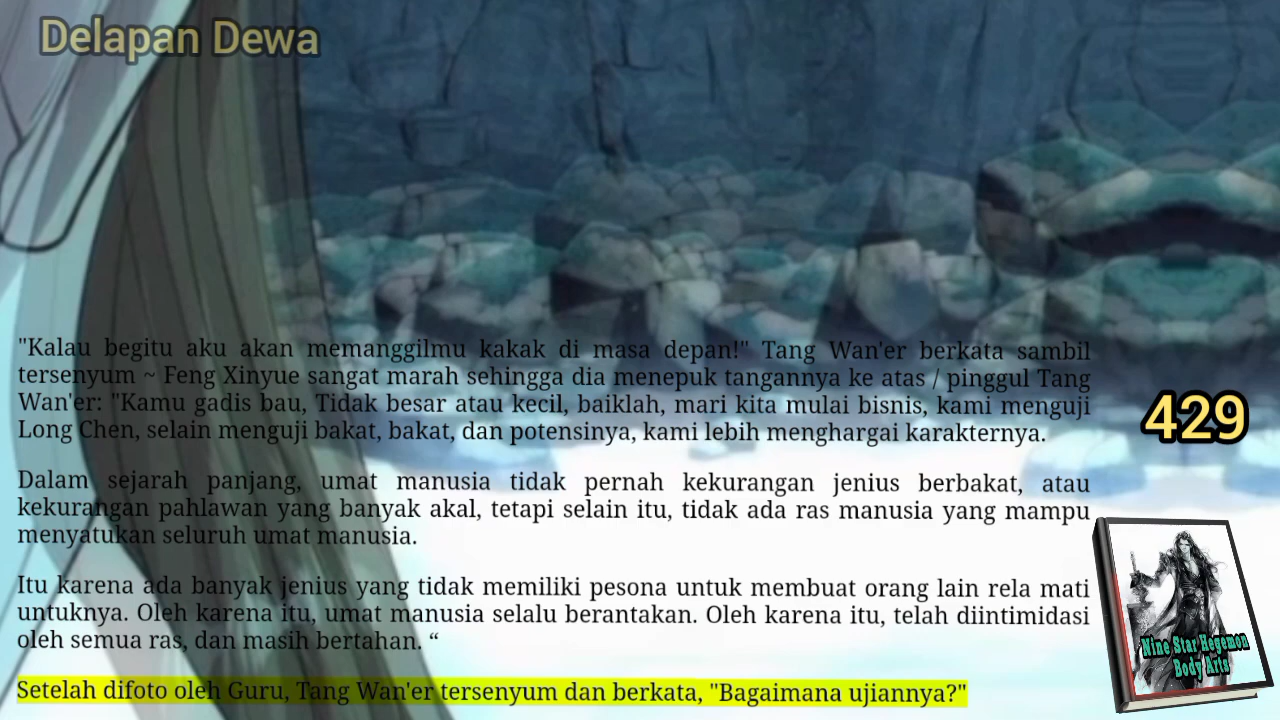 Delapan Dewa
"Kalau begitu aku akan memanggilmu kakak di masa depan!" Tang Wan'er berkata sambil
tersenyum ~ Feng Xinyue sangat marah sehingga dia menepuk tangannya ke atas / pinggul Tang
Wan'er: "Kamu gadis bau, Tidak besar atau kecil, baiklah, mari kita mulai bisnis, kami menguji
Long Chen, selain menguji bakat, bakat, dan potensinya, kami lebih menghargai karakternya.
Dalam sejarah panjang, umat manusia tidak pernah kekurangan jenius berbakat, atau
kekurangan pahlawan yang banyak akal, tetapi selain itu, tidak ada ras manusia yang mampu
menyatukan seluruh umat manusia.
Itu karena ada banyak jenius yang tidak memiliki pesona untuk membuat orang lain rela mati
untuknya. Oleh karena itu, umat manusia selalu berantakan. Oleh karena itu, telah diintimidasi
oleh semua ras, dan masih bertahan. “
Setelah difoto oleh Guru, Tang Wan'er tersenyum dan berkata, "Bagaimana ujiannya?"
429
Nine Star Hegemon
Body Arts